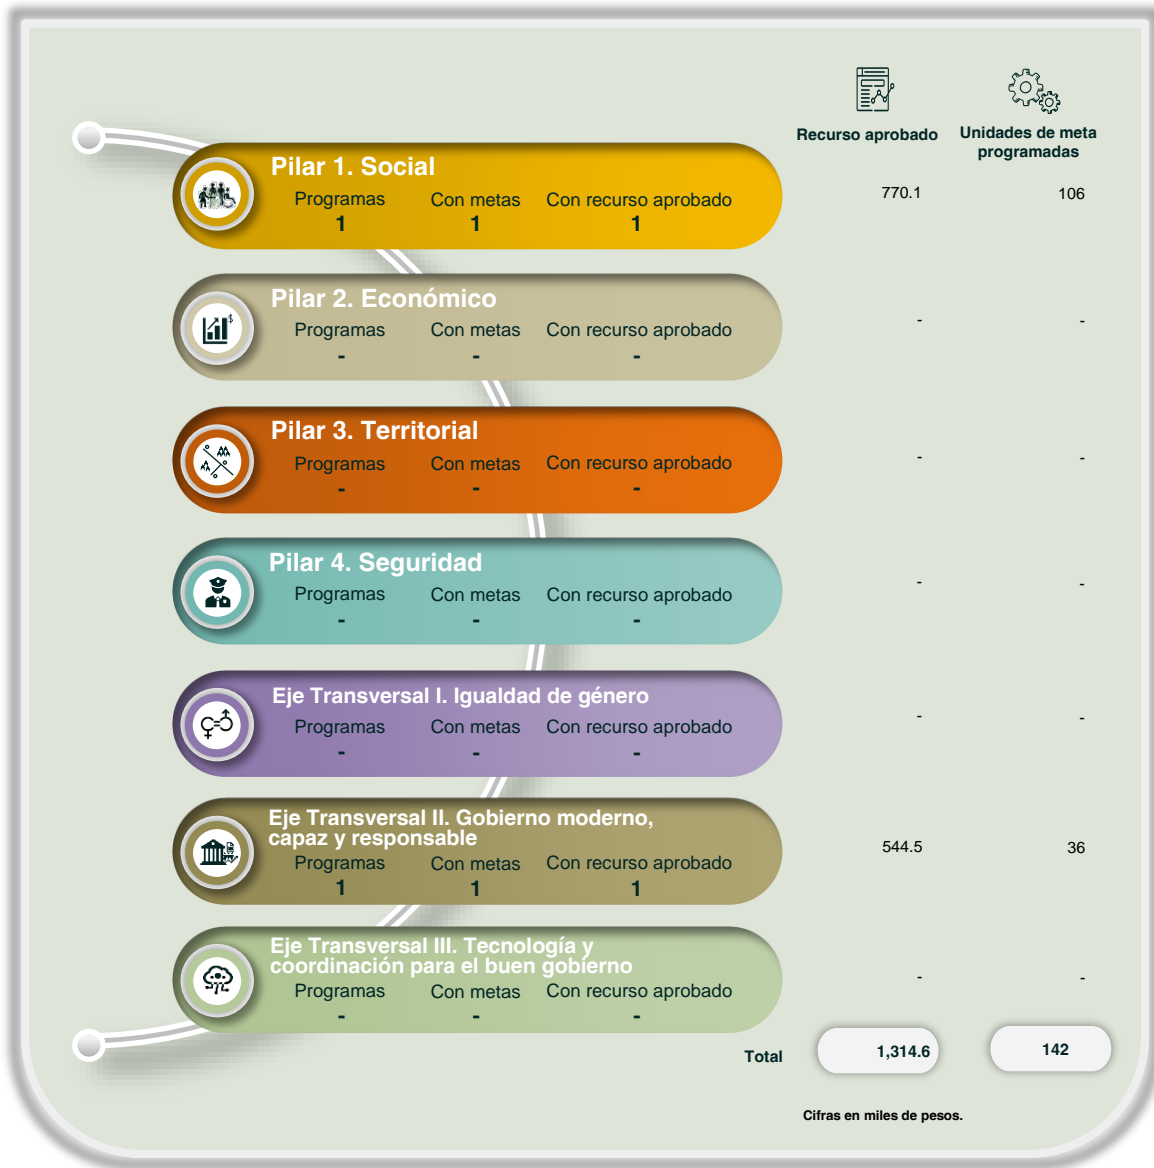 Recurso aprobado
Unidades de meta
programadas
Pilar 1. Social
Programas Con metas Con recurso aprobado
1 1 1
770.1 106
Pilar 2. Económico
Programas Con metas Con recurso aprobado
- - -
- -
Pilar 3. Territorial
Programas Con metas Con recurso aprobado
- - -
- -
Pilar 4. Seguridad
Programas Con metas Con recurso aprobado
- - -
- -
Eje Transversal I. Igualdad de género
Programas Con metas Con recurso aprobado
- - -
- -
Eje Transversal II. Gobierno moderno,
capaz y responsable
Programas Con metas Con recurso aprobado
1 1 1
544.5 36
Eje Transversal III. Tecnología y
coordinación para el buen gobierno
Programas Con metas Con recurso aprobado
- - -
- -
Total 1,314.6 142
Cifras en miles de pesos.